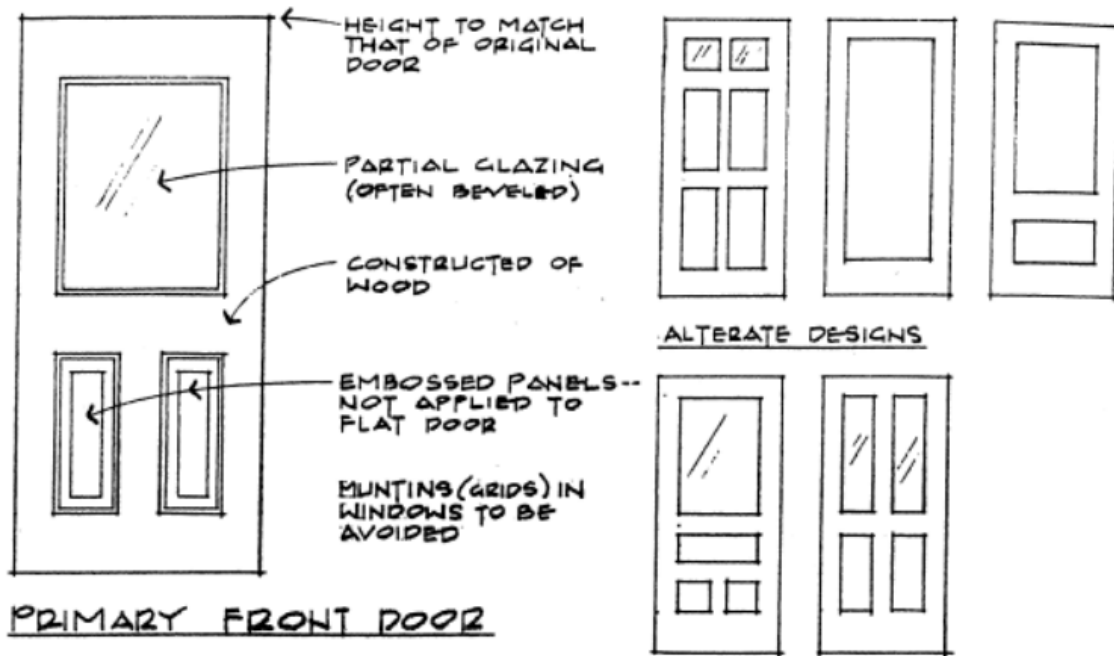 HEIGHT TO MATCH
THAT OF ORIGINAL
DOOR
PARTIAL GLAZING
(OFTEN BEVELED)
CONSTRUCTED OF
WOOD
EMBOSSED PANELS--
NOT APPLIED TO
FLAT DOOR
MUNTINS (GRIDS) IN
WINDOWS TO BE
AVOIDED
PRIMARY FRONT DOOR
ALTERATE DESIGNS